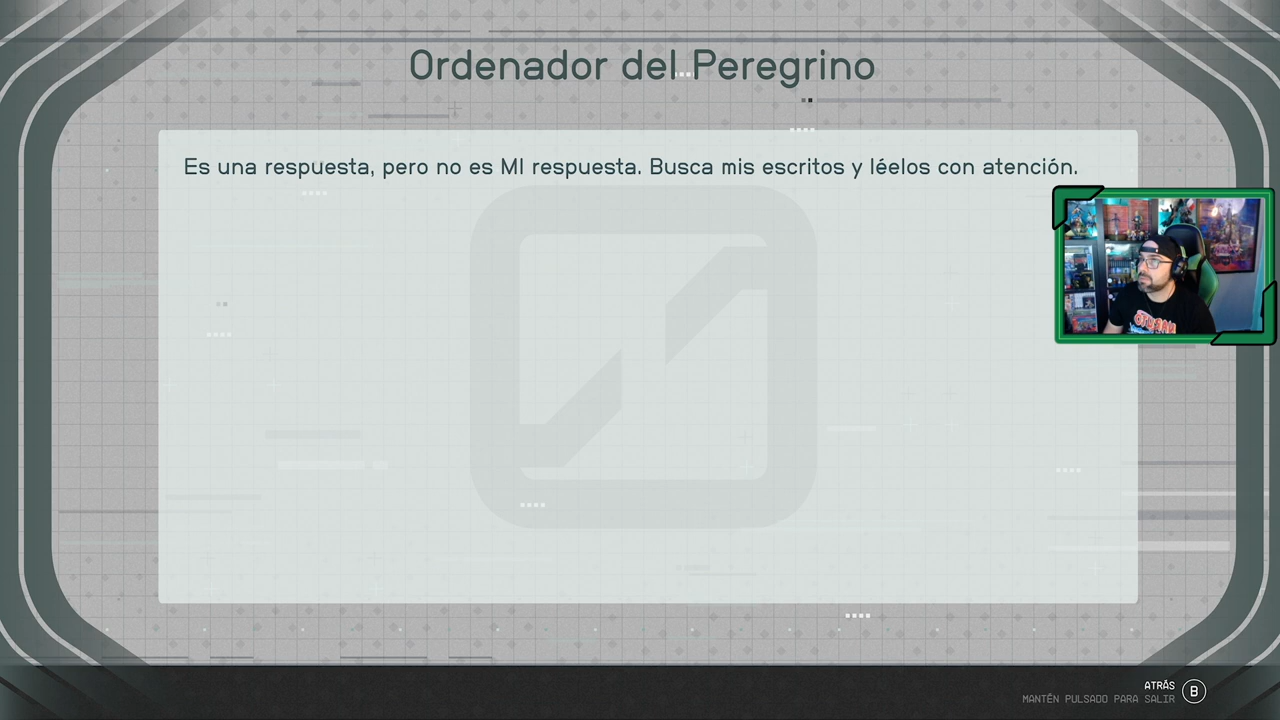 Ordenador del Peregrino
Es una respuesta, pero no es MI respuesta. Busca mis escritos y léelos con atención.
ATRÁS
B
MANTÉN PULSADO PARA SALIR